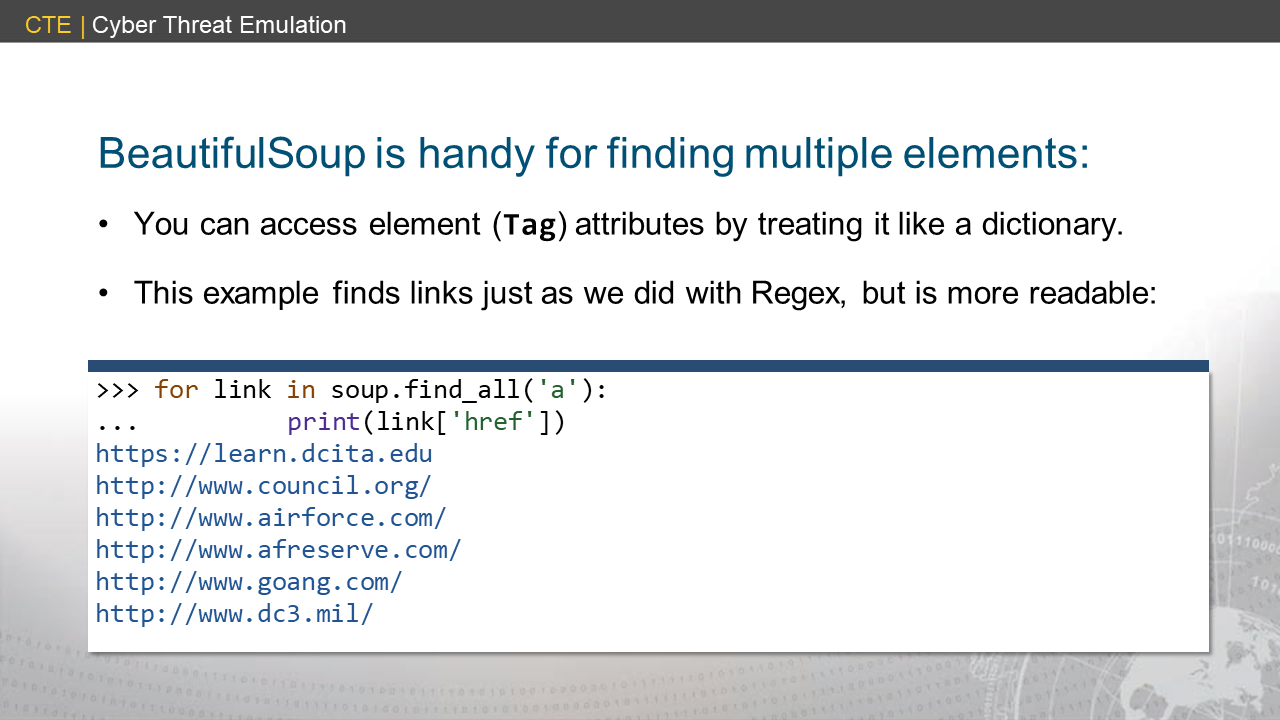 CTE | Cyber Threat Emulation
BeautifulSoup is handy for finding multiple elements:
• You can access element (Tag) attributes by treating it like a dictionary.
• This example finds links just as we did with Regex, but is more readable:
>>> for link in soup.find_all('a'):
...          print(link['href'])
https://learn.dcita.edu
http://www.council.org/
http://www.airforce.com/
http://www.afreserve.com/
http://www.goang.com/
http://www.dc3.mil/